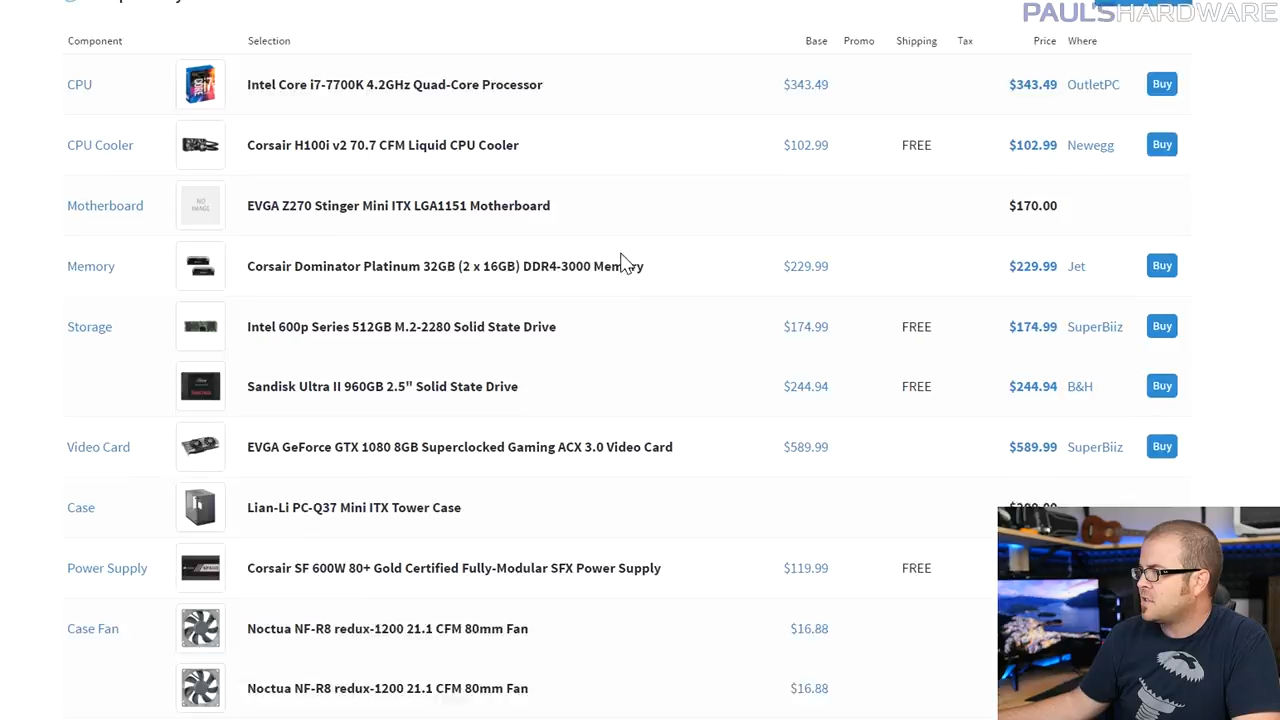 PAUL'SHARDWARE
Component Selection Base Promo Shipping Tax Price Where
CPU Intel Core i7-7700K 4.2GHz Quad-Core Processor $343.49 $343.49 OutletPC Buy
CPU Cooler Corsair H100i v2 70.7 CFM Liquid CPU Cooler $102.99 FREE $102.99 Newegg Buy
Motherboard NO IMAGE EVGA Z270 Stinger Mini ITX LGA1151 Motherboard $170.00
Memory Corsair Dominator Platinum 32GB (2 x 16GB) DDR4-3000 Memory $229.99 $229.99 Jet Buy
Storage Intel 600p Series 512GB M.2-2280 Solid State Drive $174.99 FREE $174.99 SuperBiiz Buy
Sandisk Ultra II 960GB 2.5" Solid State Drive $244.94 FREE $244.94 B&H Buy
Video Card EVGA GeForce GTX 1080 8GB Superclocked Gaming ACX 3.0 Video Card $589.99 $589.99 SuperBiiz Buy
Case Lian-Li PC-Q37 Mini ITX Tower Case
Power Supply Corsair SF 600W 80+ Gold Certified Fully-Modular SFX Power Supply $119.99 FREE
Case Fan Noctua NF-R8 redux-1200 21.1 CFM 80mm Fan $16.88
Noctua NF-R8 redux-1200 21.1 CFM 80mm Fan $16.88